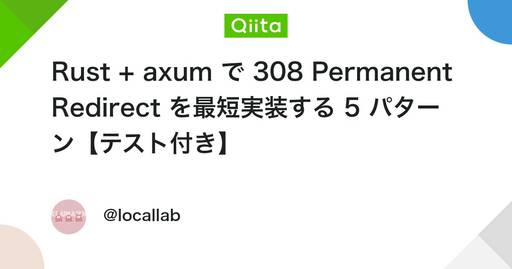 Qiita
Rust + axum で 308 Permanent
Redirect を最短実装する 5 パター
ン【テスト付き】
@locallab